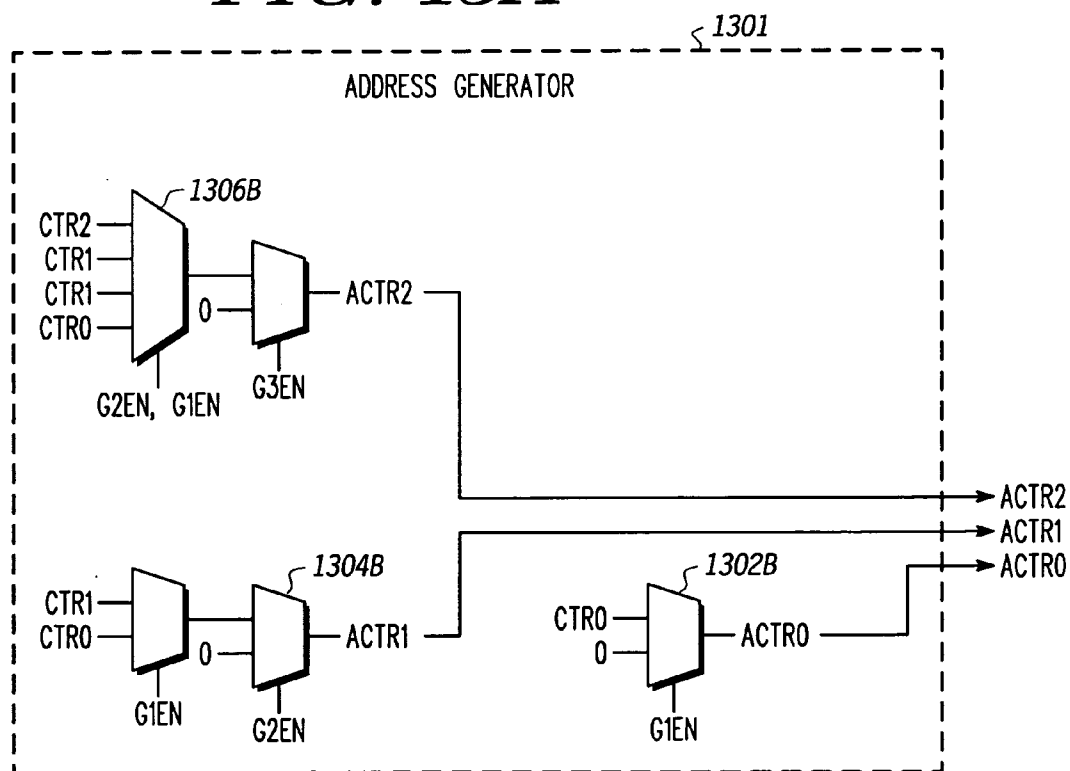 1301
ADDRESS GENERATOR
1306B
CTR2
CTR1
CTR1
CTR0
0
ACTR2
G3EN
G2EN, G1EN
ACTR2
ACTR1
ACTR0
1304B
CTR1
CTR0
0
ACTR1
G1EN
G2EN
1302B
CTR0
0
ACTR0
G1EN